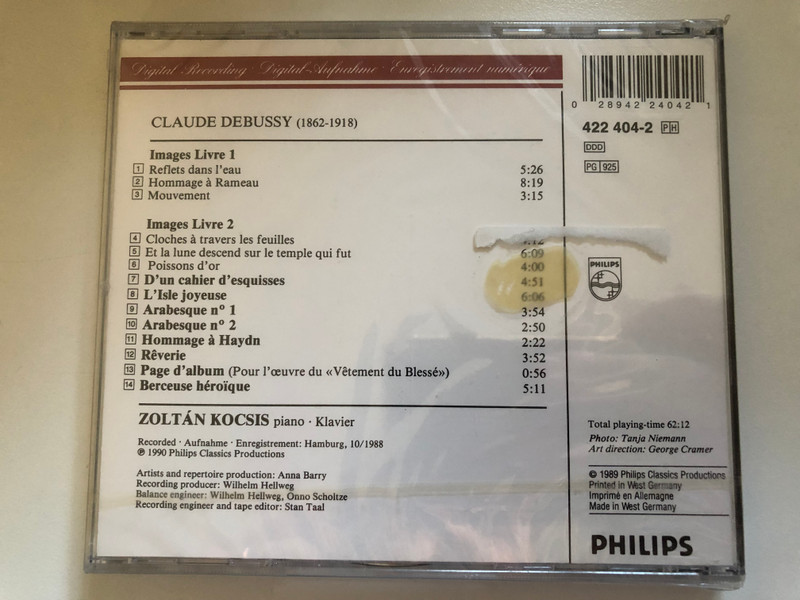 Digital Recording · Digital-Aufnahme · Enregistrement numérique
CLAUDE DEBUSSY (1862-1918)
Images Livre 1
1 Reflets dans l'eau 5:26
2 Hommage à Rameau 8:19
3 Mouvement 3:15
Images Livre 2
4 Cloches à travers les feuilles
5 Et la lune descend sur le temple qui fut 6:09
6 Poissons d'or 4:00
7 D'un cahier d'esquisses 4:51
8 L'Isle joyeuse 6:06
9 Arabesque nº 1 3:54
10 Arabesque nº 2 2:50
11 Hommage à Haydn 2:22
12 Rêverie 3:52
13 Page d'album (Pour l'œuvre du «Vêtement du Blessé») 0:56
14 Berceuse héroïque 5:11
ZOLTÁN KOCSIS piano · Klavier
Recorded · Aufnahme · Enregistrement: Hamburg, 10/1988
℗ 1990 Philips Classics Productions
Artists and repertoire production: Anna Barry
Recording producer: Wilhelm Hellweg
Balance engineer: Wilhelm Hellweg, Onno Scholtze
Recording engineer and tape editor: Stan Taal
0 28942 24042 1
422 404-2 PH
DDD
PG 925
PHILIPS
Total playing-time 62:12
Photo: Tanja Niemann
Art direction: George Cramer
© 1989 Philips Classics Productions
Printed in West Germany
Imprimé en Allemagne
Made in West Germany
PHILIPS